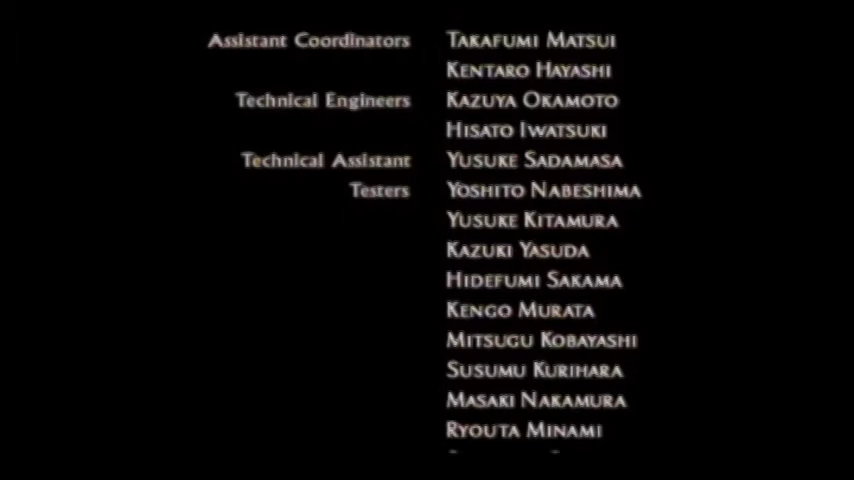 Assistant Coordinators TAKAFUMI MATSUI
KENTARO HAYASHI
Technical Engineers KAZUYA OKAMOTO
HISATO IWATSUKI
Technical Assistant YUSUKE SADAMASA
Testers YOSHITO NABESHIMA
YUSUKE KITAMURA
KAZUKI YASUDA
HIDEFUMI SAKAMA
KENGO MURATA
MITSUGU KOBAYASHI
SUSUMU KURIHARA
MASAKI NAKAMURA
RYOUTA MINAMI